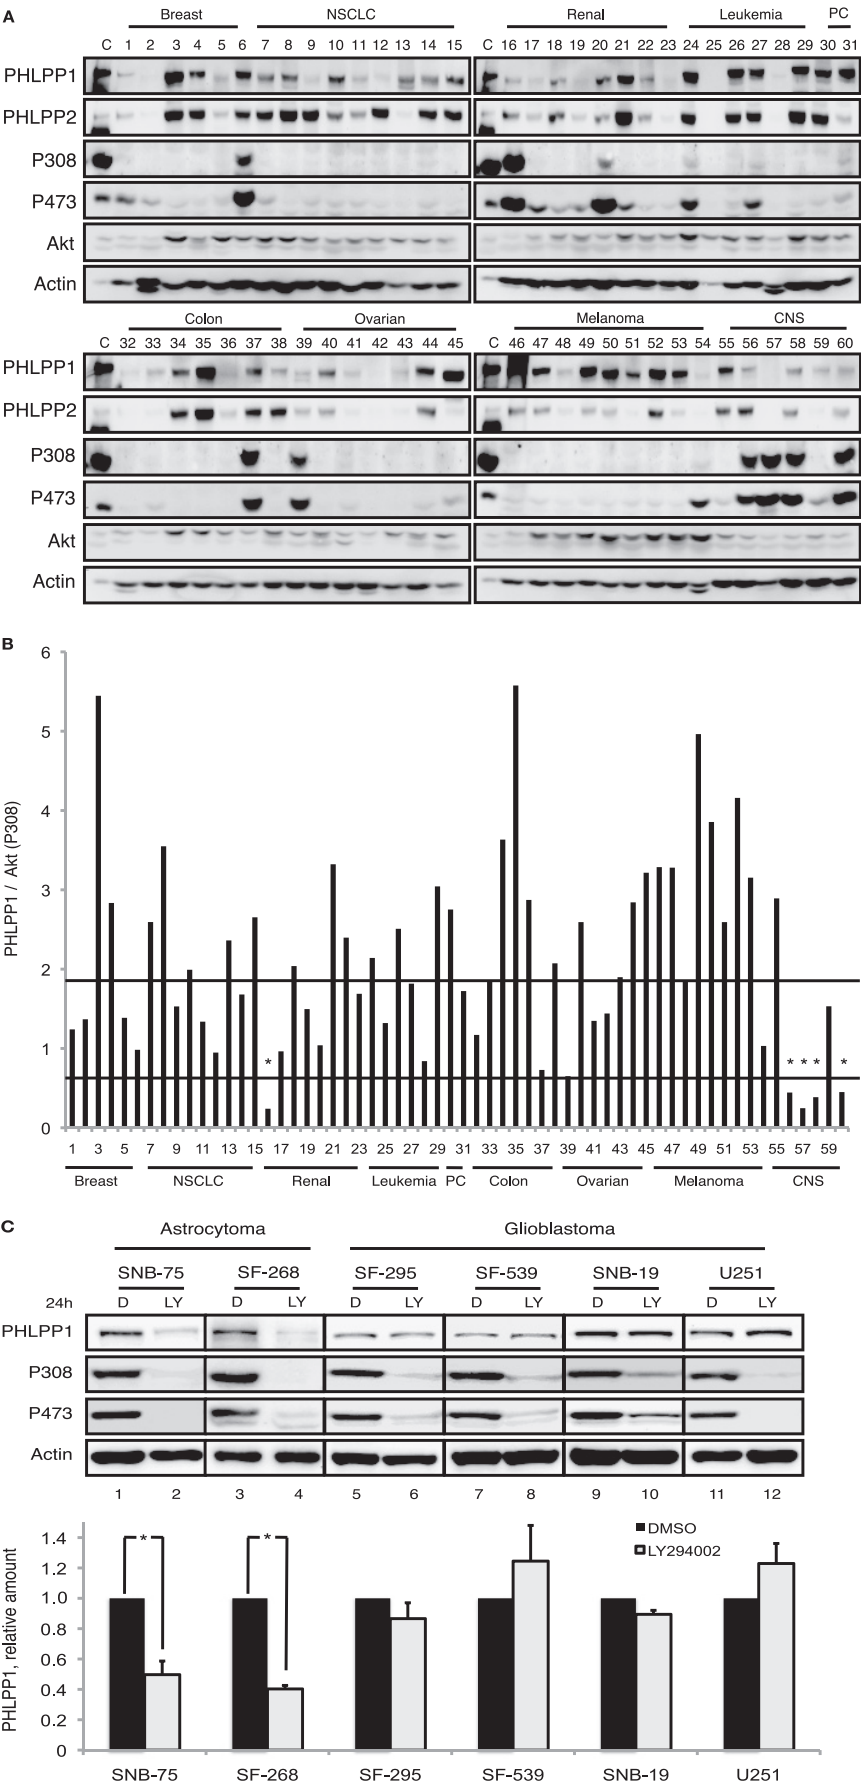 A
Breast NSCLC Renal Leukemia PC
C 1 2 3 4 5 6 7 8 9 10 11 12 13 14 15 C 16 17 18 19 20 21 22 23 24 25 26 27 28 29 30 31
PHLPP1
PHLPP2
P308
P473
Akt
Actin
Colon Ovarian Melanoma CNS
C 32 33 34 35 36 37 38 39 40 41 42 43 44 45 C 46 47 48 49 50 51 52 53 54 55 56 57 58 59 60
PHLPP1
PHLPP2
P308
P473
Akt
Actin
B
PHLPP1 / Akt (P308)
6
5
4
3
2
1
0
* * * * *
1 3 5 7 9 11 13 15 17 19 21 23 25 27 29 31 33 35 37 39 41 43 45 47 49 51 53 55 57 59
Breast NSCLC Renal Leukemia PC Colon Ovarian Melanoma CNS
C
Astrocytoma Glioblastoma
SNB-75 SF-268 SF-295 SF-539 SNB-19 U251
24h D LY D LY D LY D LY D LY D LY
PHLPP1
P308
P473
Actin
1 2 3 4 5 6 7 8 9 10 11 12
PHLPP1, relative amount
1.4
1.2
1.0
0.8
0.6
0.4
0.2
0
* *
DMSO
LY294002
SNB-75 SF-268 SF-295 SF-539 SNB-19 U251